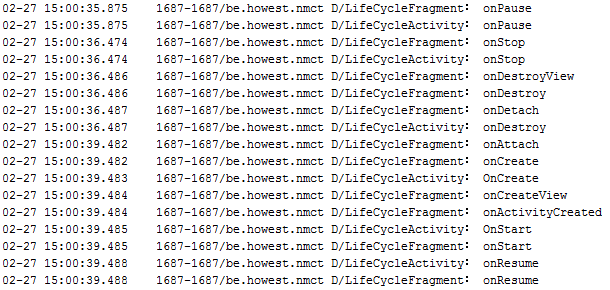 02-27 15:00:35.875 1687-1687/be.howest.nmct D/LifeCycleFragment: onPause
02-27 15:00:35.875 1687-1687/be.howest.nmct D/LifeCycleActivity: onPause
02-27 15:00:36.474 1687-1687/be.howest.nmct D/LifeCycleFragment: onStop
02-27 15:00:36.474 1687-1687/be.howest.nmct D/LifeCycleActivity: onStop
02-27 15:00:36.486 1687-1687/be.howest.nmct D/LifeCycleFragment: onDestroyView
02-27 15:00:36.486 1687-1687/be.howest.nmct D/LifeCycleFragment: onDestroy
02-27 15:00:36.487 1687-1687/be.howest.nmct D/LifeCycleFragment: onDetach
02-27 15:00:36.487 1687-1687/be.howest.nmct D/LifeCycleActivity: onDestroy
02-27 15:00:39.482 1687-1687/be.howest.nmct D/LifeCycleFragment: onAttach
02-27 15:00:39.482 1687-1687/be.howest.nmct D/LifeCycleFragment: onCreate
02-27 15:00:39.483 1687-1687/be.howest.nmct D/LifeCycleActivity: OnCreate
02-27 15:00:39.484 1687-1687/be.howest.nmct D/LifeCycleFragment: onCreateView
02-27 15:00:39.484 1687-1687/be.howest.nmct D/LifeCycleFragment: onActivityCreated
02-27 15:00:39.485 1687-1687/be.howest.nmct D/LifeCycleActivity: OnStart
02-27 15:00:39.485 1687-1687/be.howest.nmct D/LifeCycleFragment: onStart
02-27 15:00:39.488 1687-1687/be.howest.nmct D/LifeCycleActivity: onResume
02-27 15:00:39.488 1687-1687/be.howest.nmct D/LifeCycleFragment: onResume